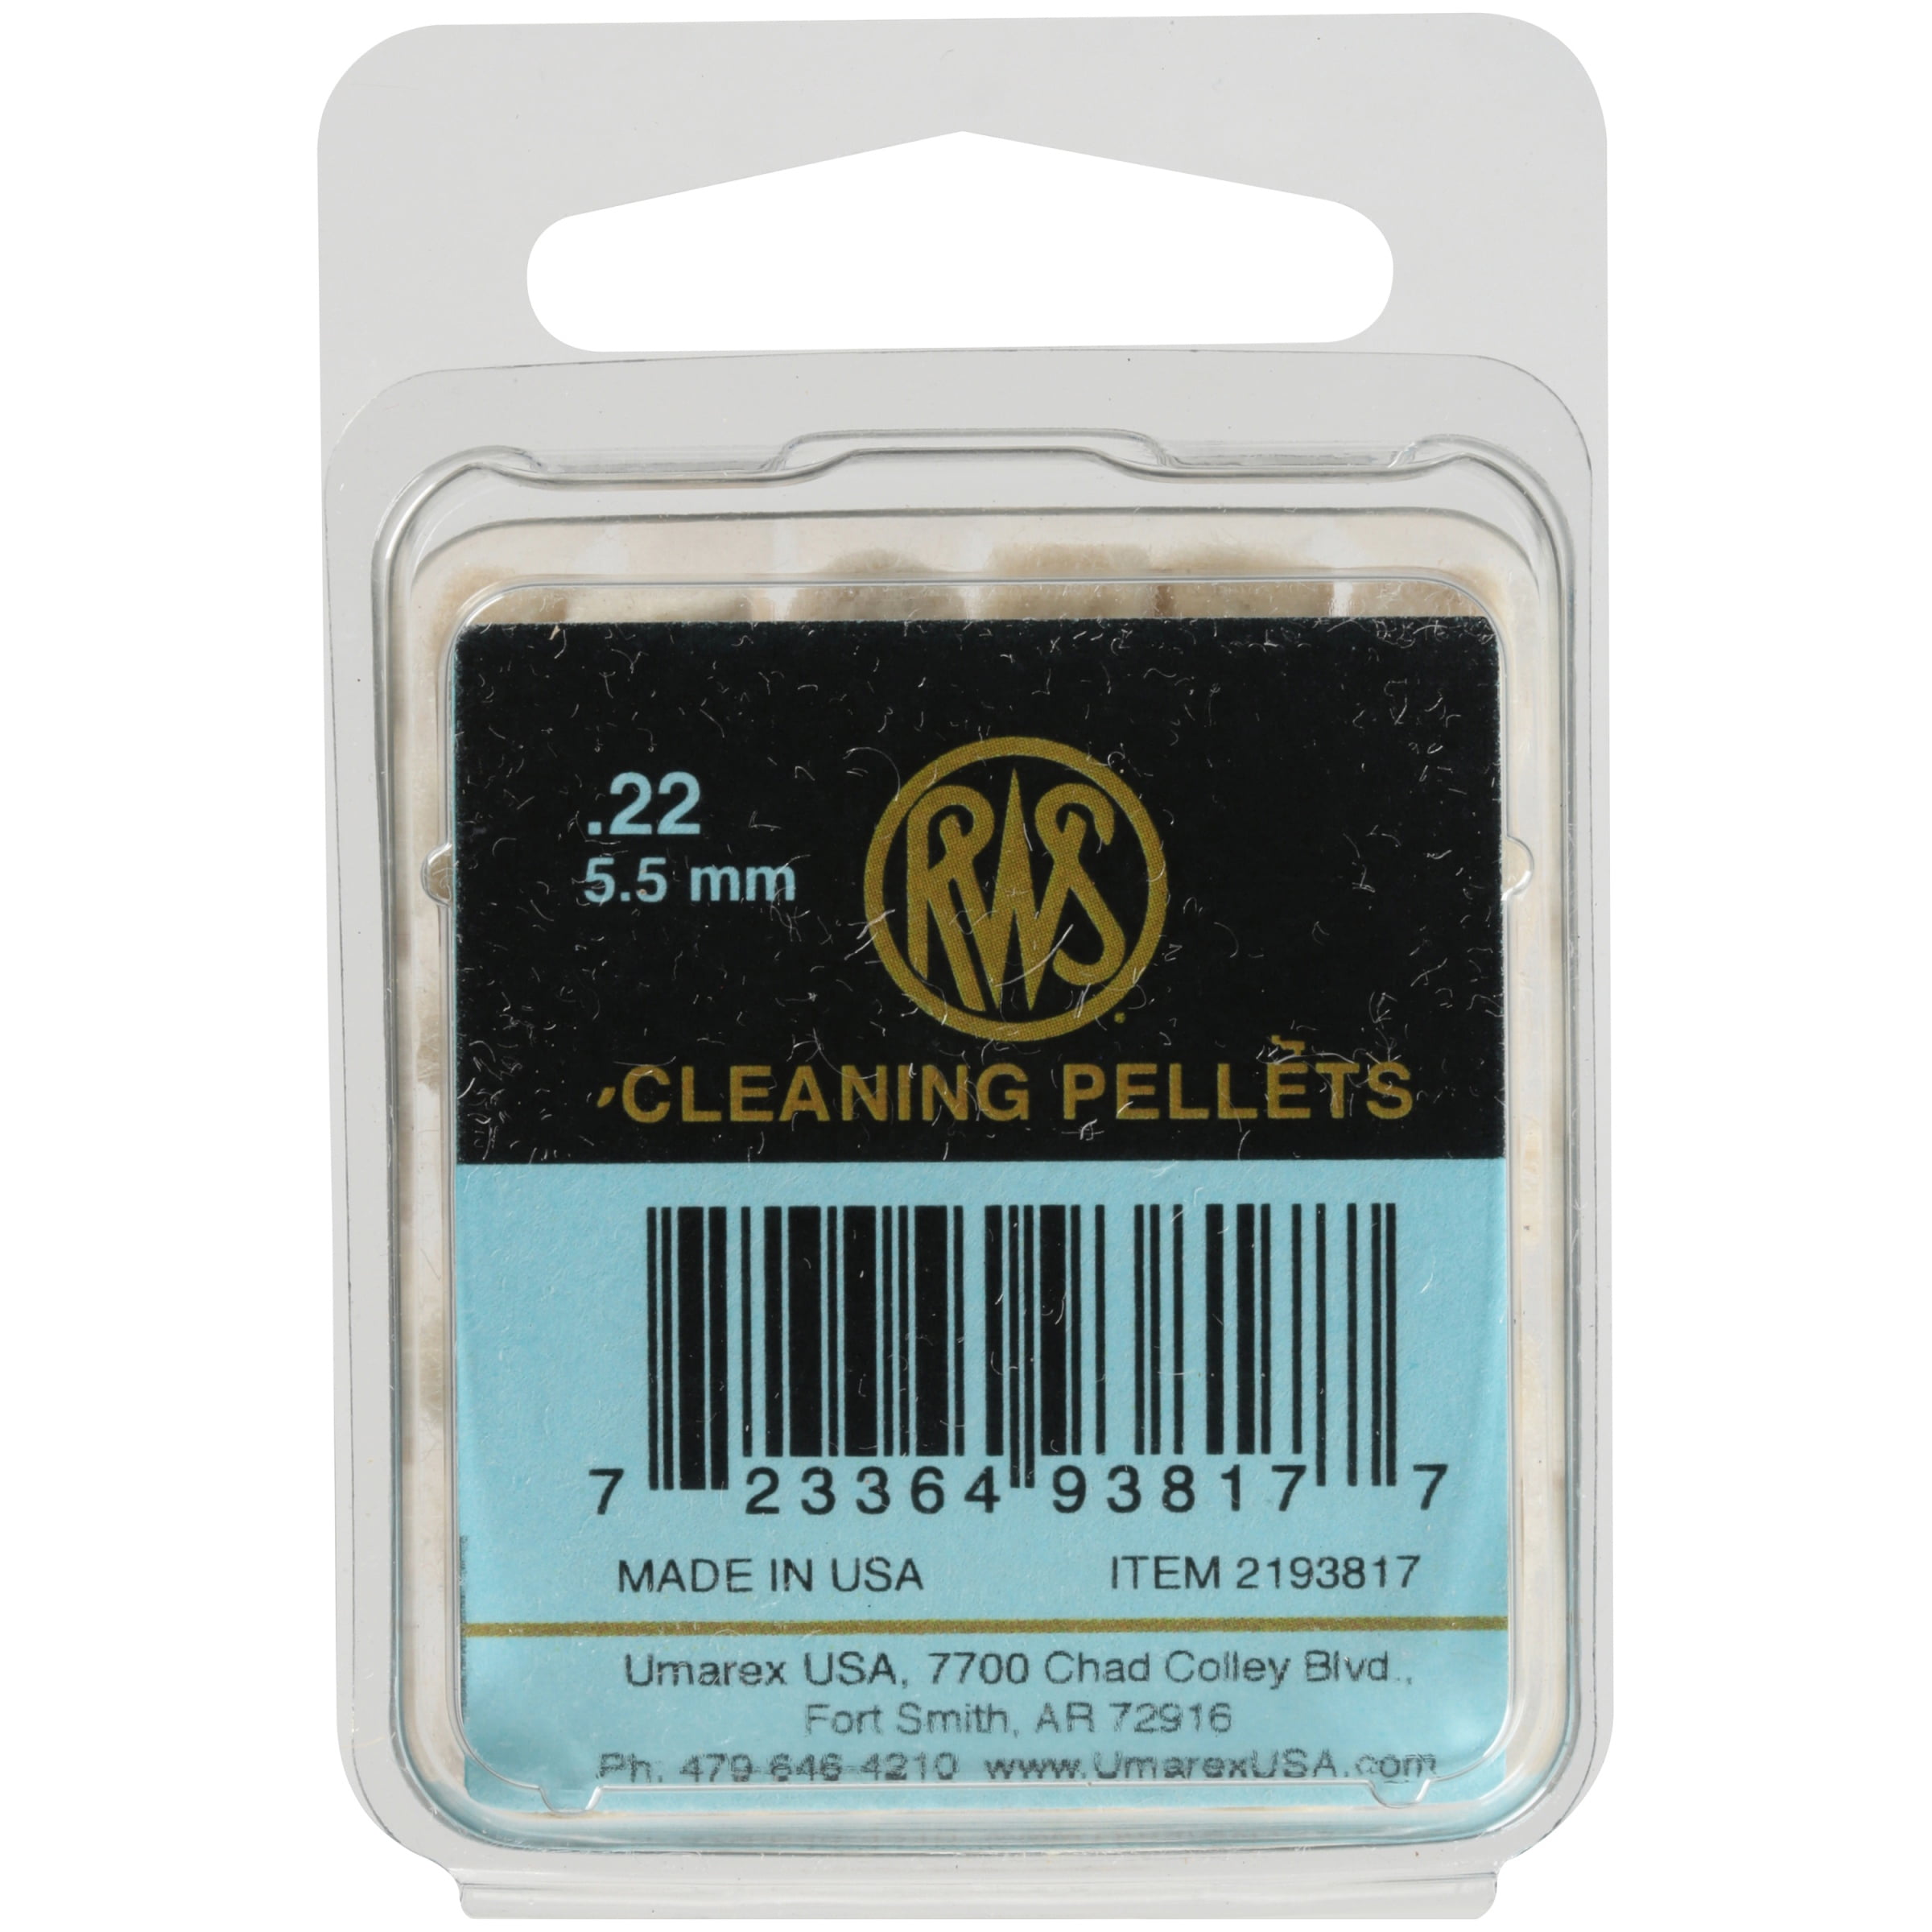 .22
5.5 mm
RWS
CLEANING PELLETS
7 23364 93817 7
MADE IN USA ITEM 2193817
Umarex USA, 7700 Chad Colley Blvd.,
Fort Smith, AR 72916
Ph. 479-646-4210 www.UmarexUSA.com